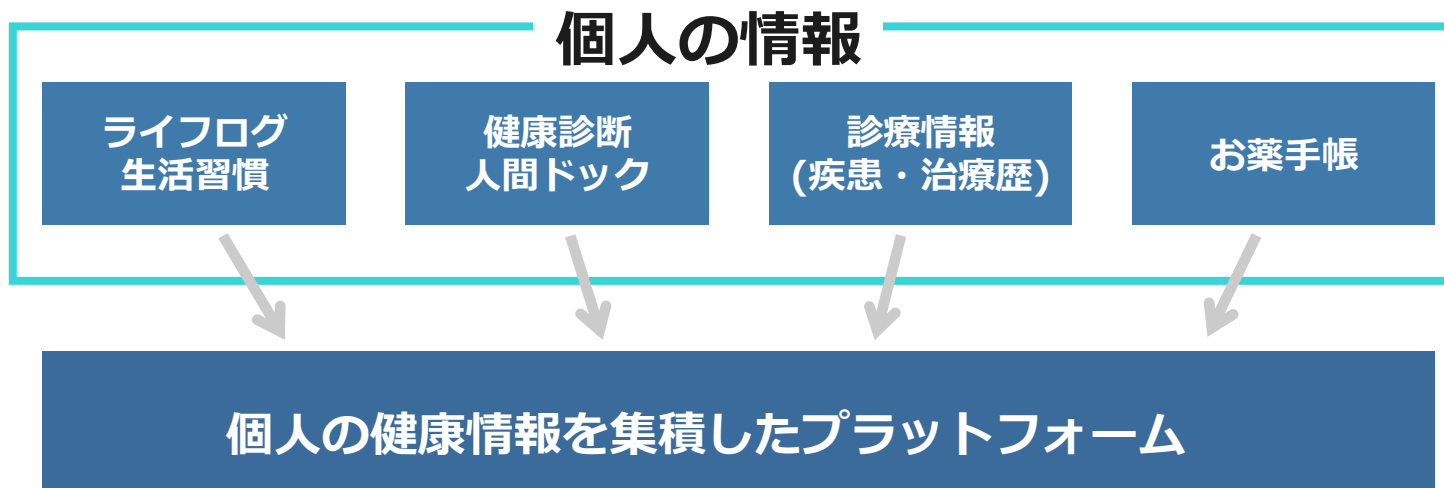 個人の情報
ライフログ
生活習慣
健康診断
人間ドック
診療情報
(疾患・治療歴)
お薬手帳
個人の健康情報を集積したプラットフォーム